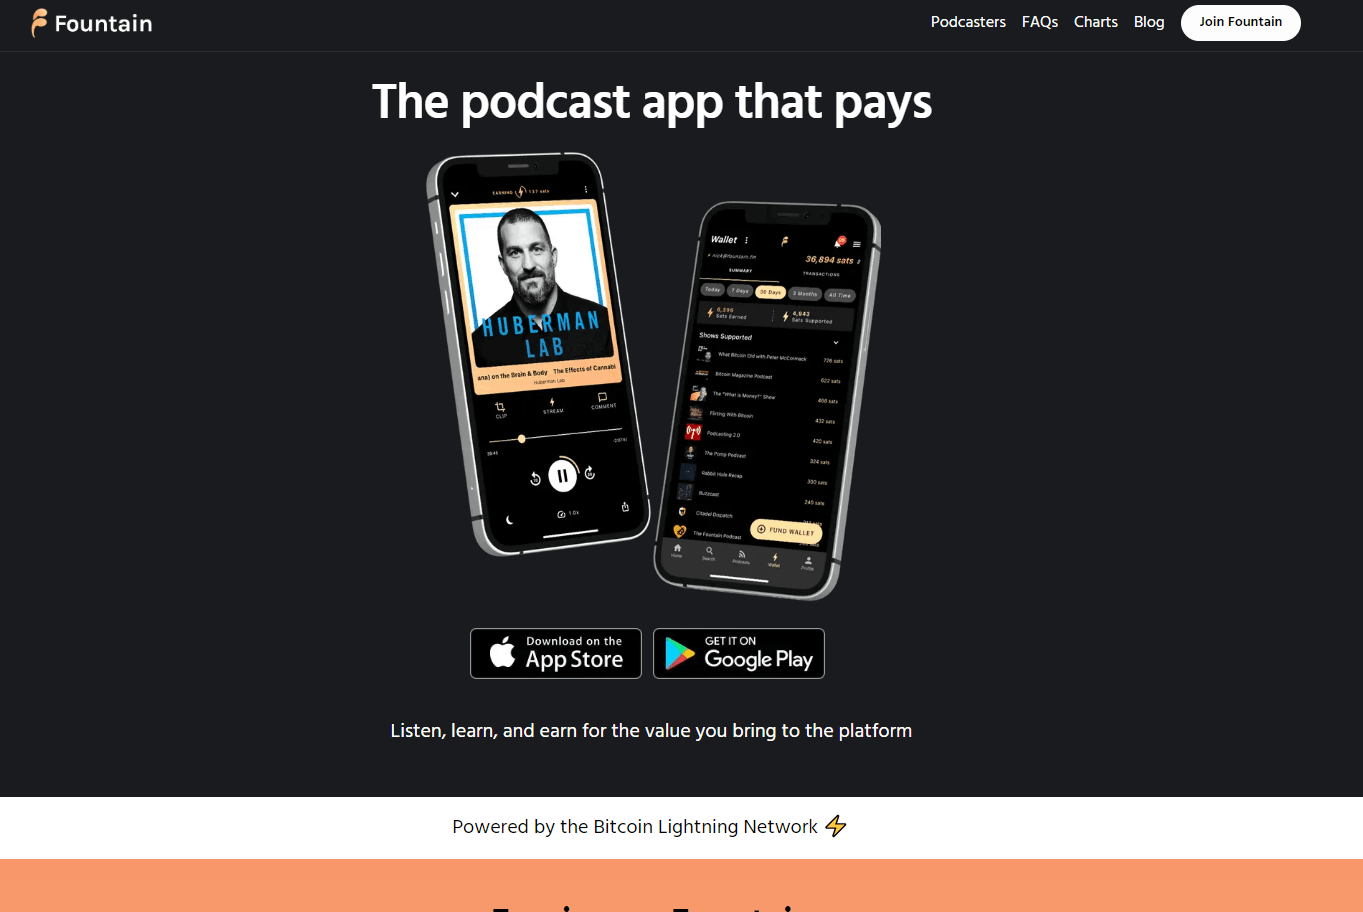 Fountain
Podcasters FAQs Charts Blog Join Fountain
The podcast app that pays
EARNING 137 sats
HUBERMAN
LAB
ana) on the Brain & Body The Effects of Cannabi
Huberman Lab
CLIP STREAM COMMENT
1.0x
Wallet
nick@fountain.fm
36,894 sats
SUMMARY TRANSACTIONS
Today 7 Days 30 Days 3 Months All Time
6,396 Sats Earned
4,943 Sats Supported
Shows Supported
What Bitcoin Did with Peter McCormack 726 sats
Bitcoin Magazine Podcast 622 sats
The "What is Money?" Show 468 sats
Flirting With Bitcoin 432 sats
Podcasting 2.0 420 sats
The Pomp Podcast 324 sats
Rabbit Hole Recap 300 sats
Buzzcast 240 sats
Citadel Dispatch
The Fountain Podcast
FUND WALLET
Home Search Podcasts Wallet Profile
Download on the
App Store
GET IT ON
Google Play
Listen, learn, and earn for the value you bring to the platform
Powered by the Bitcoin Lightning Network ⚡